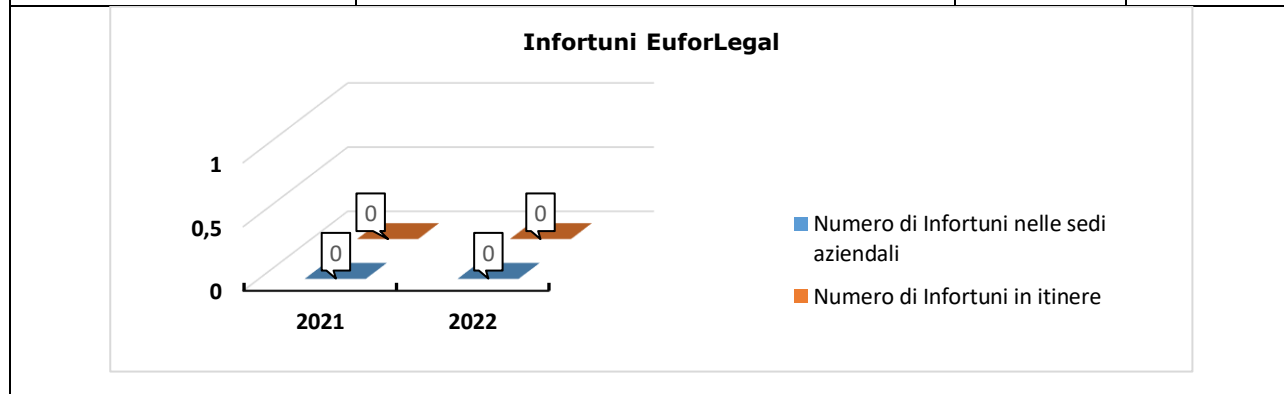 Infortuni EuforLegal
1
0,5
0
0
0
0
0
2021
2022
Numero di Infortuni nelle sedi
aziendali
Numero di Infortuni in itinere